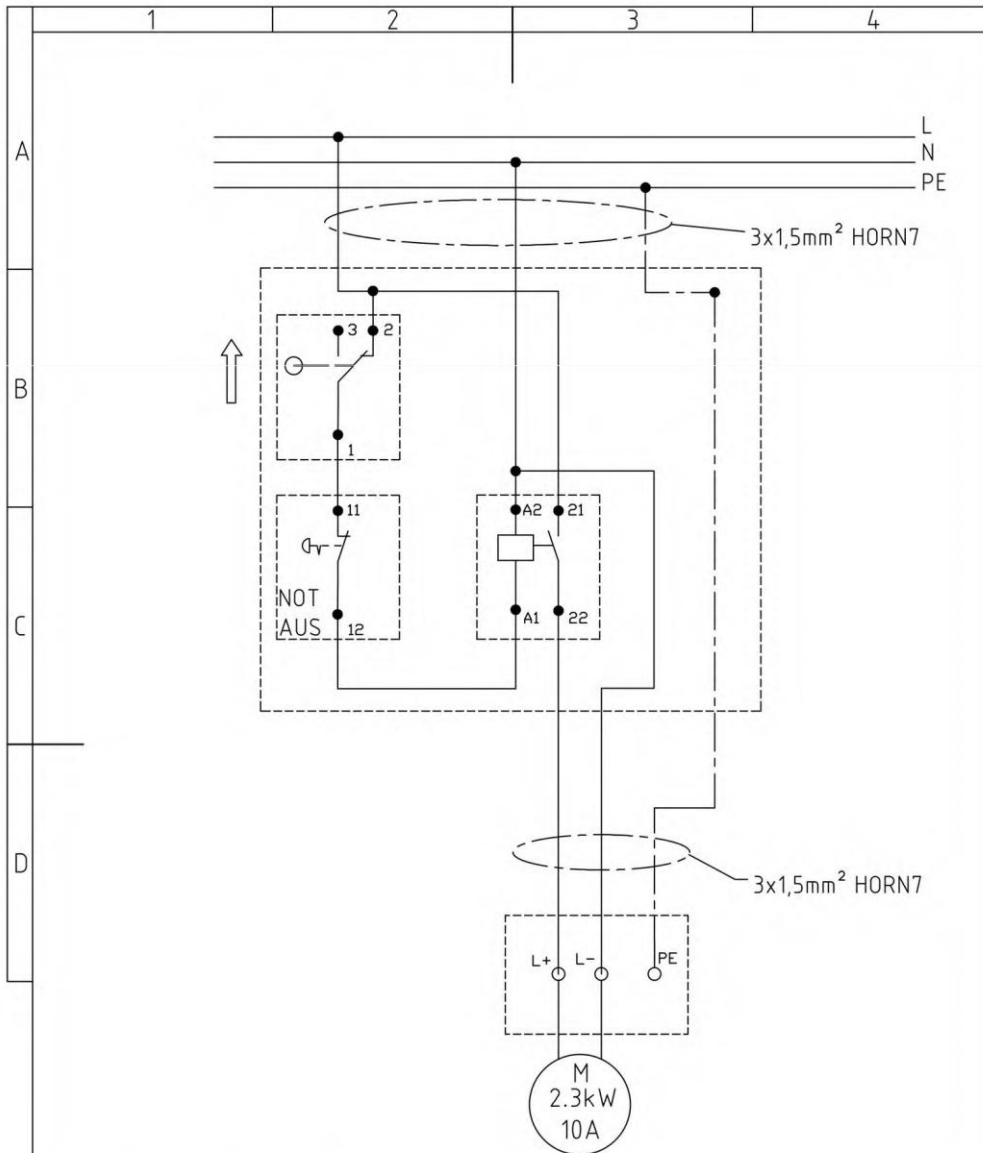 1 2 3 4
A
L
N
PE
3x1,5mm² HORN7
B
3 2
1
C
11
A2 21
NOT
AUS
12
A1 22
D
3x1,5mm² HORN7
L+ L- PE
M
2.3kW
10A